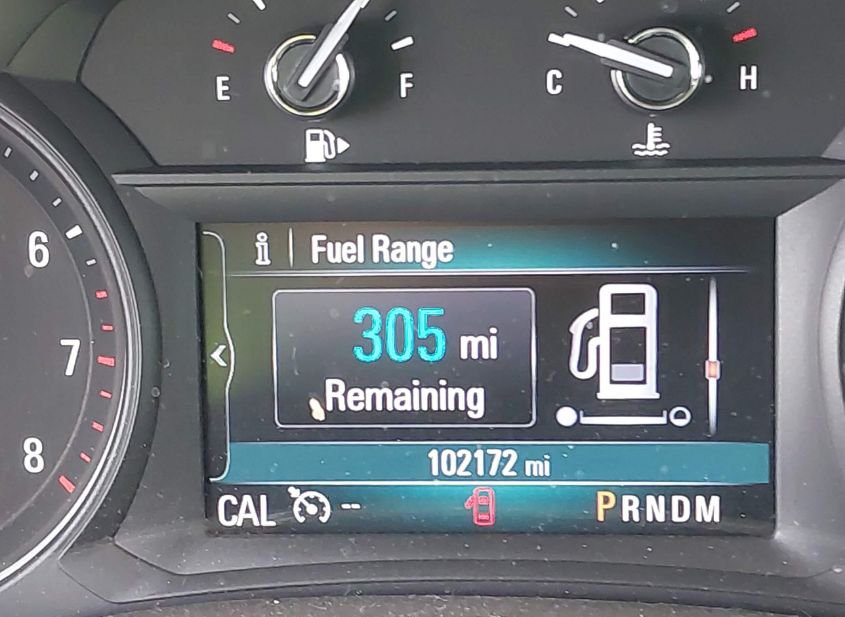 E F C H
6
7
8
i Fuel Range
305 mi
Remaining
102172 mi
CAL -- PRNDM